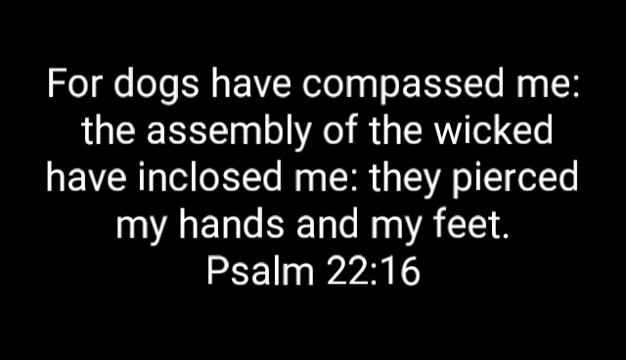 For dogs have compassed me:
the assembly of the wicked
have inclosed me: they pierced
my hands and my feet.
Psalm 22:16